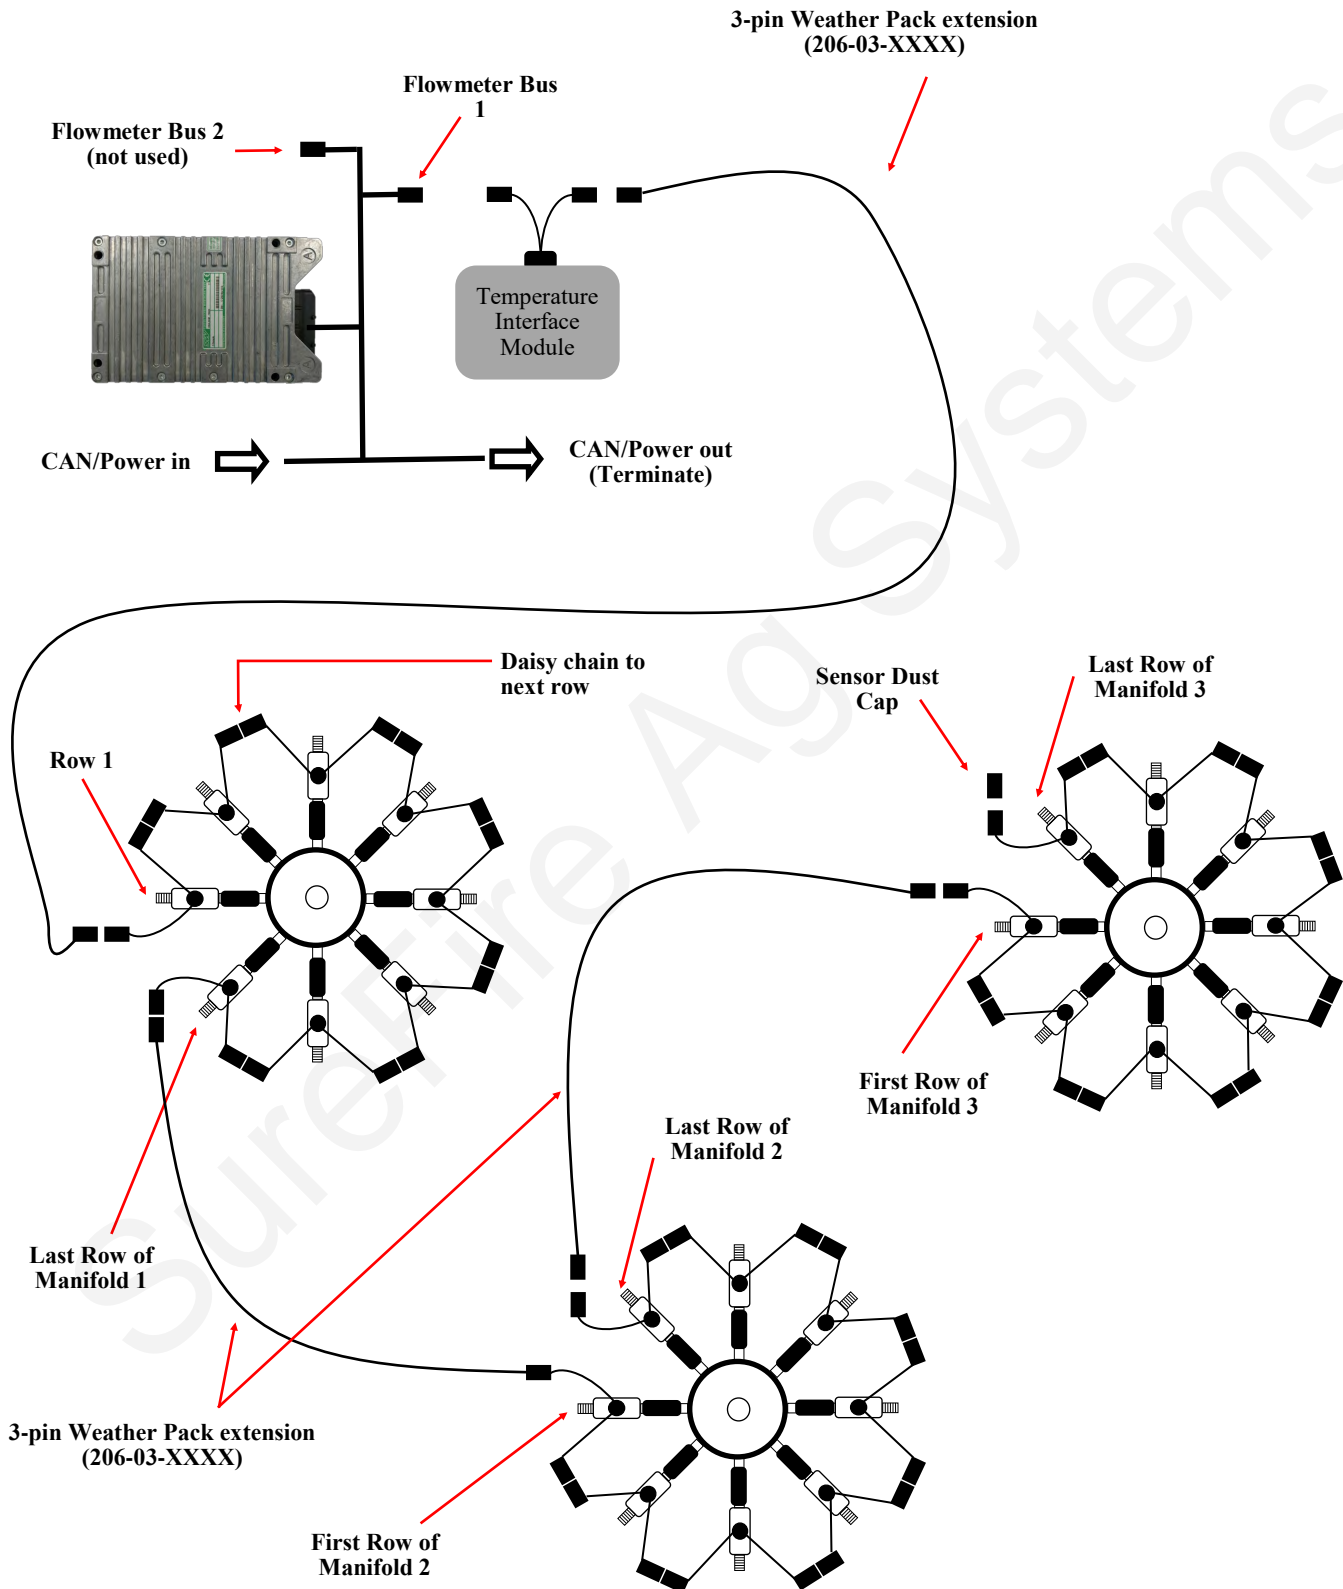 3-pin Weather Pack extension
(206-03-XXXX)
Flowmeter Bus
1
Flowmeter Bus 2
(not used)
Temperature
Interface
Module
CAN/Power in
CAN/Power out
(Terminate)
Daisy chain to
next row
Row 1
Sensor Dust
Cap
Last Row of
Manifold 3
First Row of
Manifold 3
Last Row of
Manifold 2
Last Row of
Manifold 1
3-pin Weather Pack extension
(206-03-XXXX)
First Row of
Manifold 2
SureFire Ag Systems